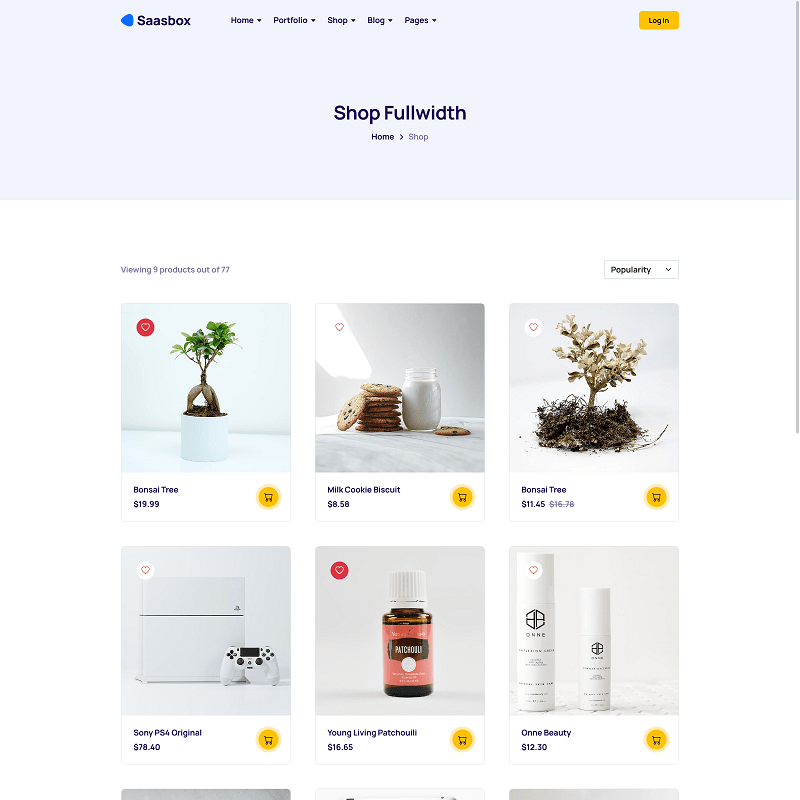 Saasbox Home Portfolio Shop Blog Pages Log In
Shop Fullwidth
Home > Shop
Viewing 9 products out of 77
Popularity
Bonsai Tree
$19.99
Milk Cookie Biscuit
$8.58
Bonsai Tree
$11.45 $16.78
PATCHOULI
ONNE
ONNE
Sony PS4 Original
$78.40
Young Living Patchouili
$16.65
Onne Beauty
$12.30